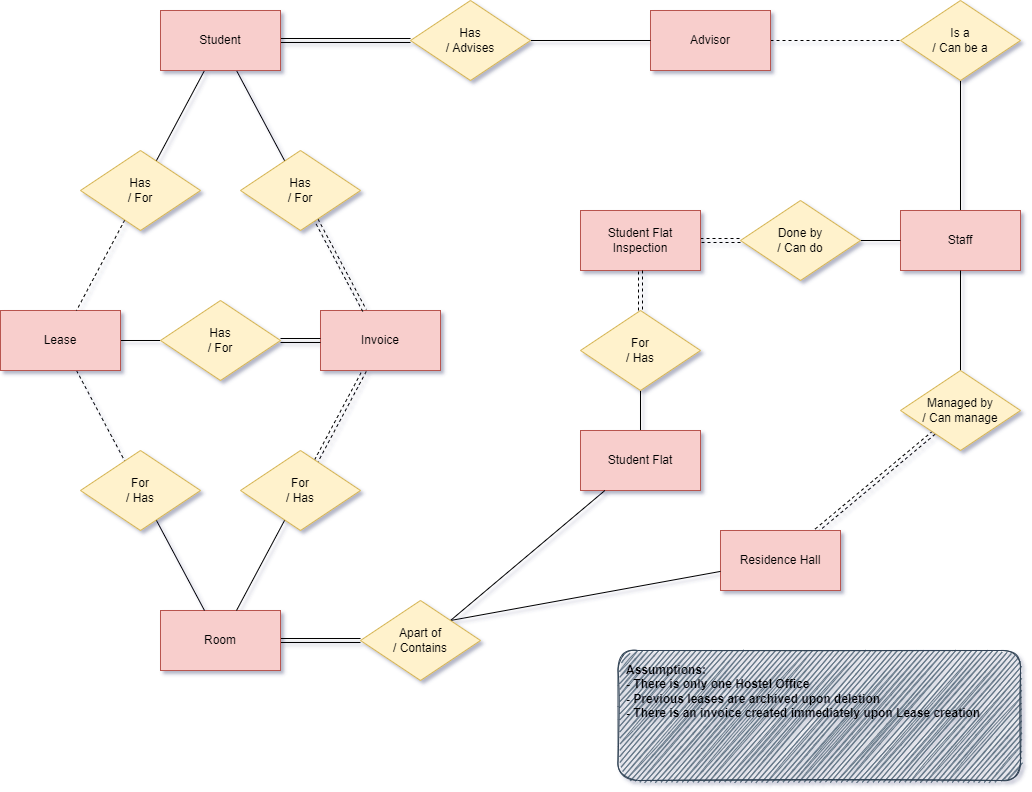 Student
Has
/ Advises
Advisor
Is a
/ Can be a
Has
/ For
Has
/ For
Student Flat
Inspection
Done by
/ Can do
Staff
Lease
Has
/ For
Invoice
For
/ Has
Managed by
/ Can manage
Student Flat
For
/ Has
For
/ Has
Residence Hall
Room
Apart of
/ Contains
Assumptions:
- There is only one Hostel Office
- Previous leases are archived upon deletion
- There is an invoice created immediately upon Lease creation